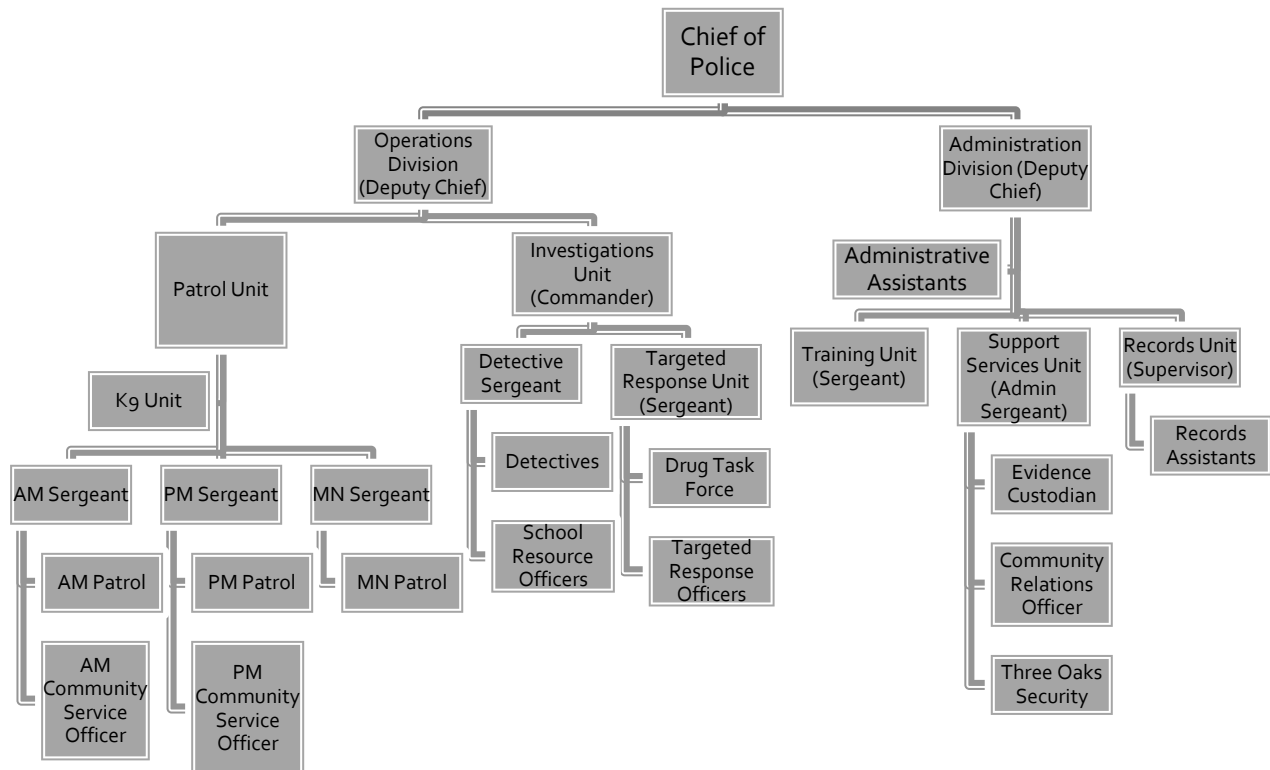 Chief of
Police
Operations
Division
(Deputy Chief)
Administration
Division (Deputy
Chief)
Patrol Unit
Investigations
Unit
(Commander)
Administrative
Assistants
K9 Unit
Detective
Sergeant
Targeted
Response Unit
(Sergeant)
Training Unit
(Sergeant)
Support
Services Unit
(Admin
Sergeant)
Records Unit
(Supervisor)
AM Sergeant
PM Sergeant
MN Sergeant
Detectives
Drug Task
Force
Evidence
Custodian
Records
Assistants
AM Patrol
PM Patrol
MN Patrol
School
Resource
Officers
Targeted
Response
Officers
Community
Relations
Officer
AM
Community
Service
Officer
PM
Community
Service
Officer
Three Oaks
Security